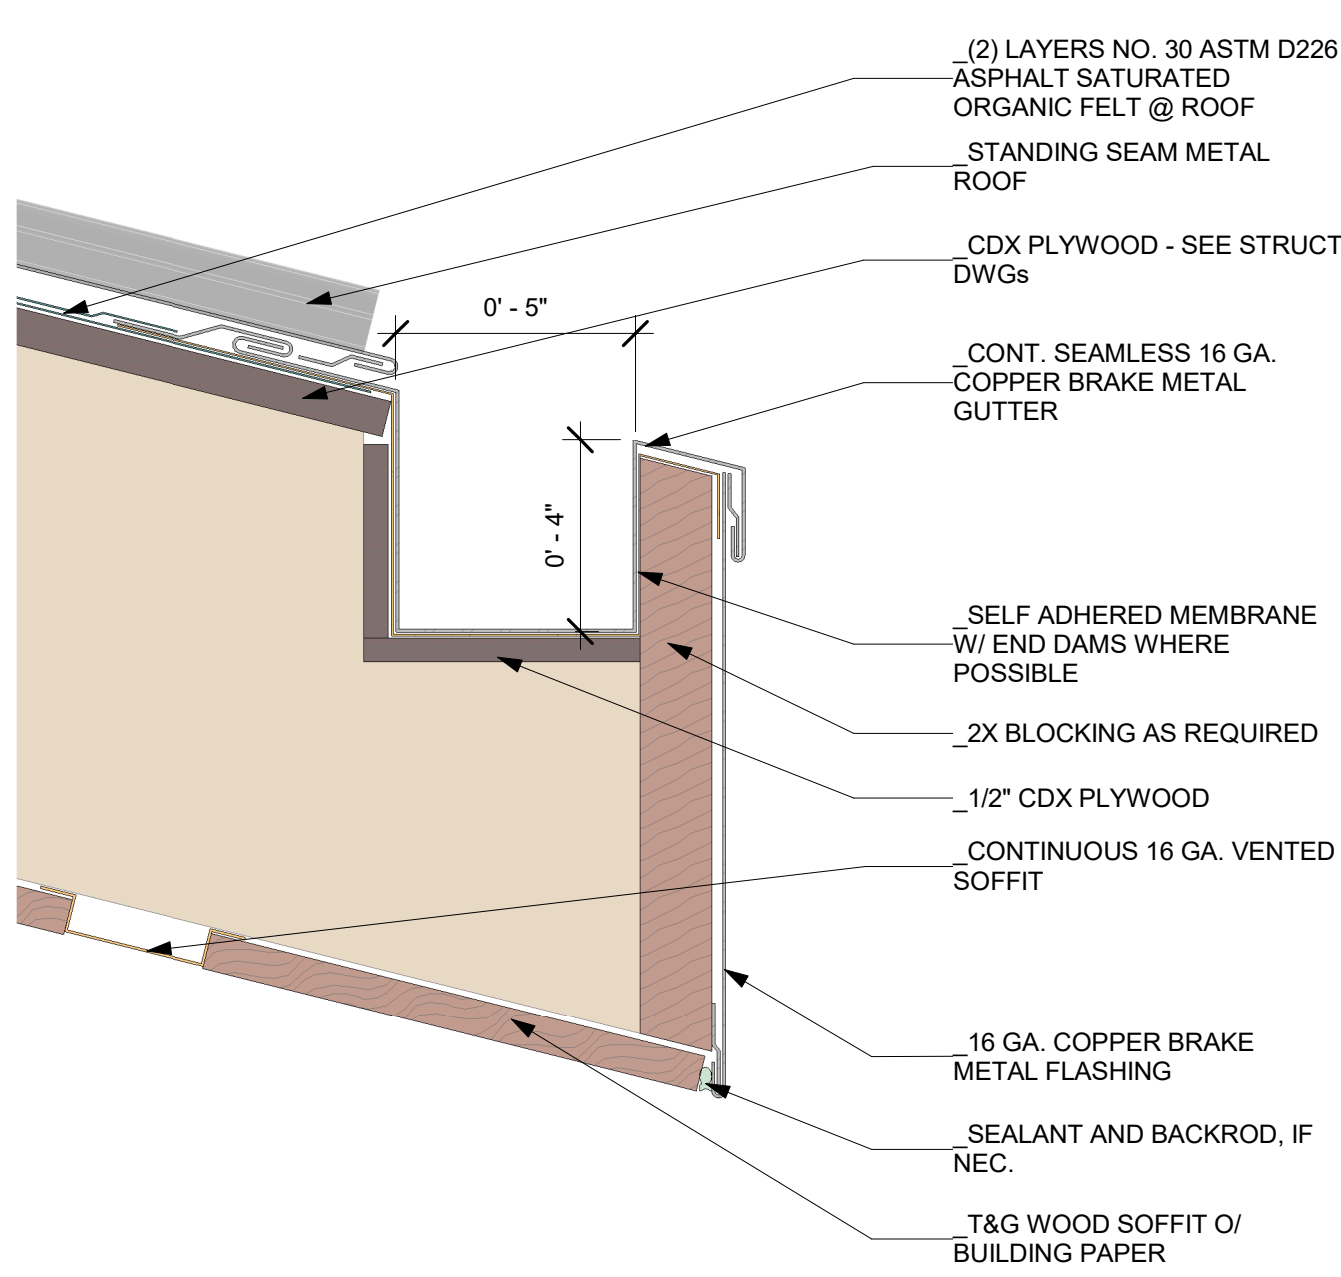 _(2) LAYERS NO. 30 ASTM D226
ASPHALT SATURATED
ORGANIC FELT @ ROOF
_STANDING SEAM METAL
ROOF
_CDX PLYWOOD - SEE STRUCT
DWGs
0' - 5"
_CONT. SEAMLESS 16 GA.
COPPER BRAKE METAL
GUTTER
0' - 4"
_SELF ADHERED MEMBRANE
W/ END DAMS WHERE
POSSIBLE
_2X BLOCKING AS REQUIRED
_1/2" CDX PLYWOOD
_CONTINUOUS 16 GA. VENTED
SOFFIT
_16 GA. COPPER BRAKE
METAL FLASHING
_SEALANT AND BACKROD, IF
NEC.
_T&G WOOD SOFFIT O/
BUILDING PAPER